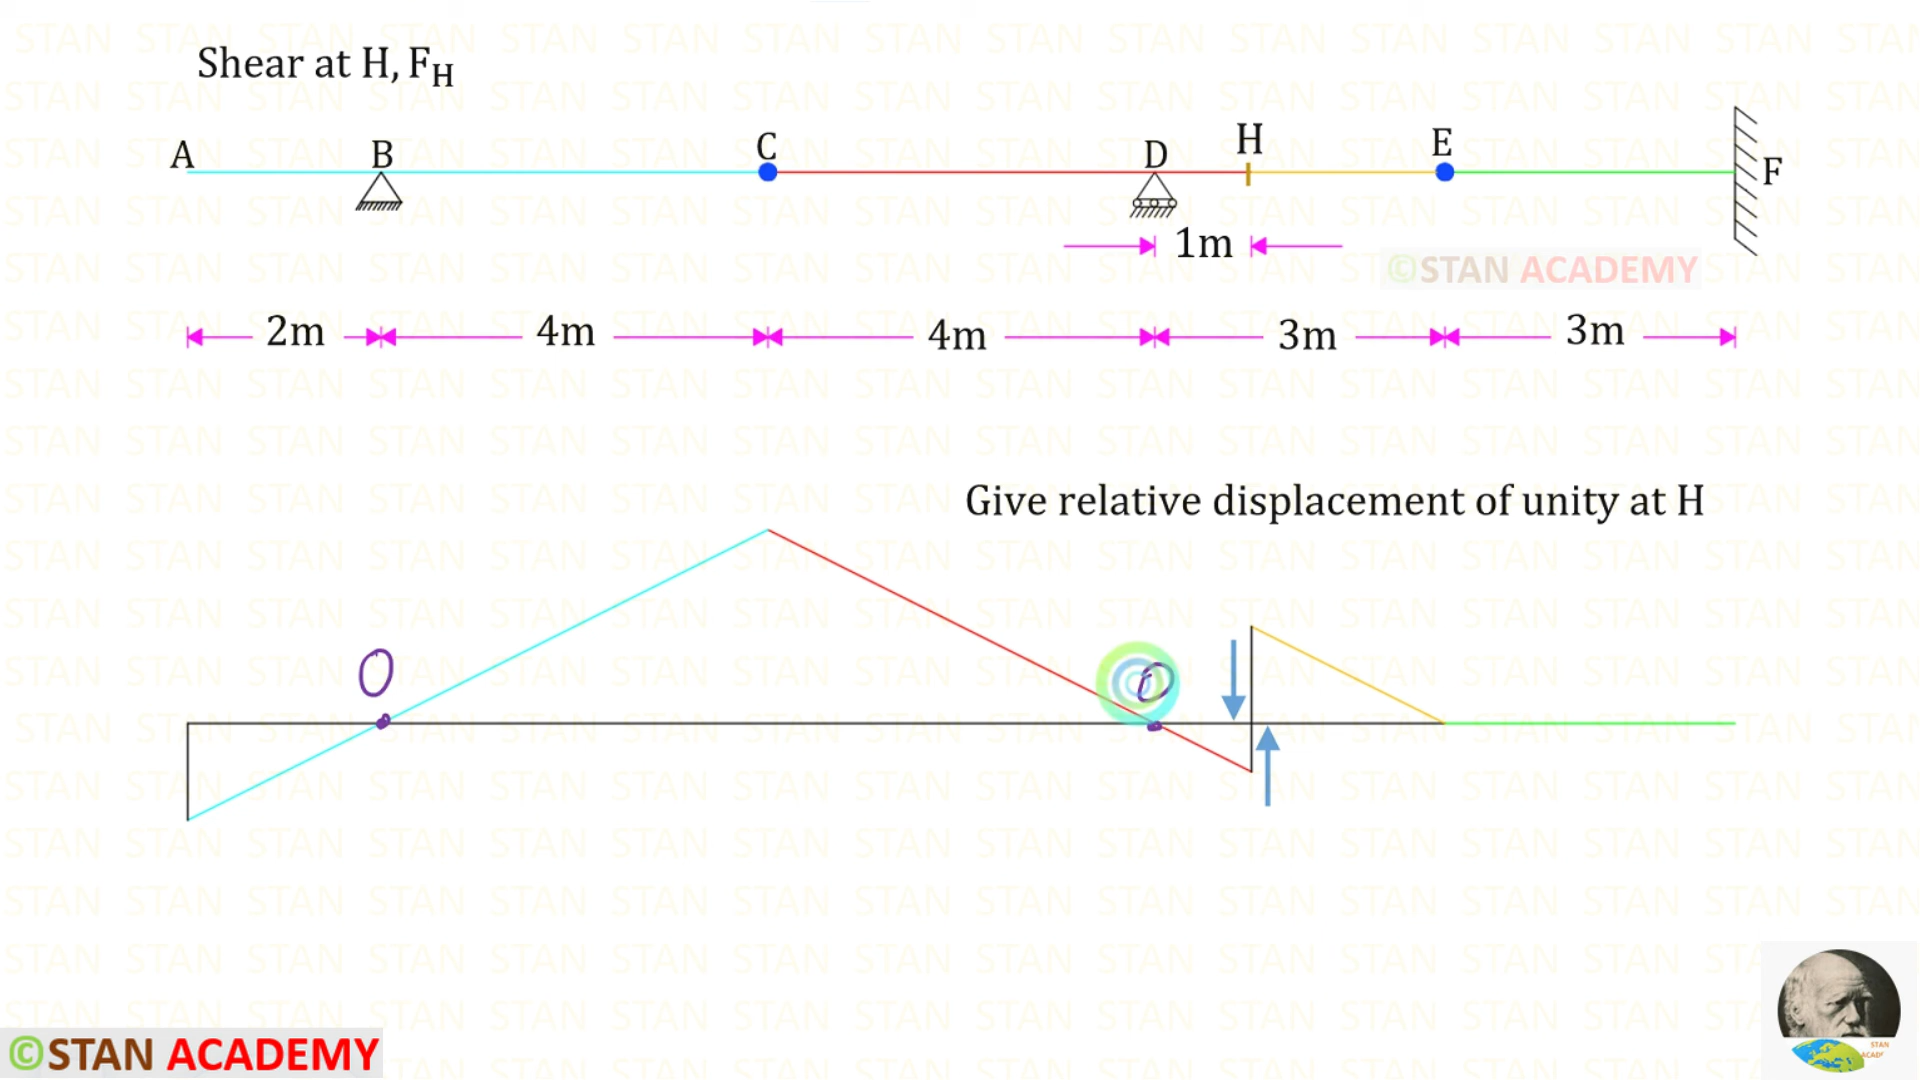 Shear at H, F_H
A B C D H E F
1m
©STAN ACADEMY
2m 4m 4m 3m 3m
Give relative displacement of unity at H
0 0
©STAN ACADEMY